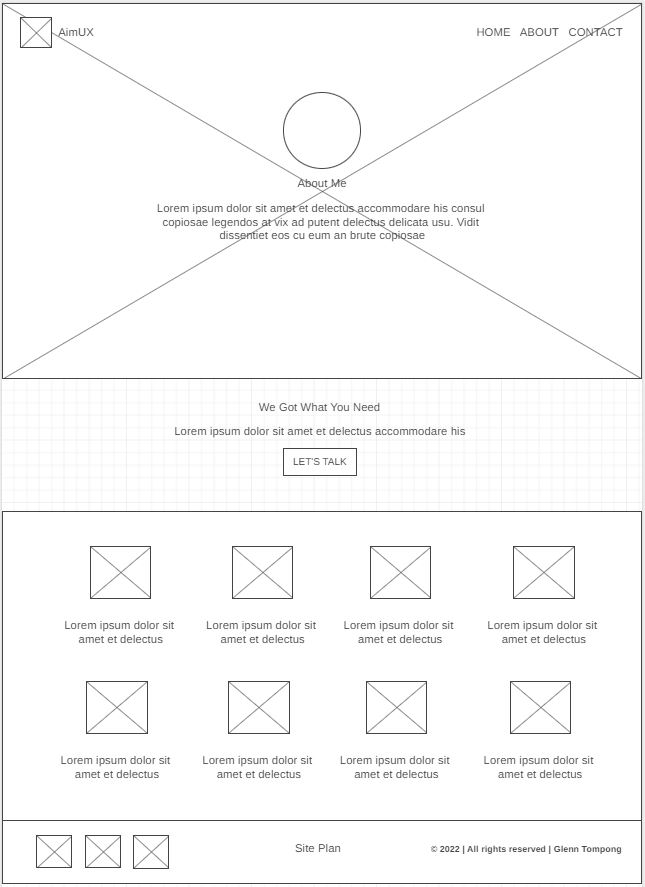 AimUX
HOME ABOUT CONTACT
About Me
Lorem ipsum dolor sit amet et delectus accommodare his consul
copiosae legendos at vix ad putent delectus delicata usu. Vidit
dissentiet eos cu eum an brute copiosae
We Got What You Need
Lorem ipsum dolor sit amet et delectus accommodare his
LET'S TALK
Lorem ipsum dolor sit
amet et delectus
Lorem ipsum dolor sit
amet et delectus
Lorem ipsum dolor sit
amet et delectus
Lorem ipsum dolor sit
amet et delectus
Lorem ipsum dolor sit
amet et delectus
Lorem ipsum dolor sit
amet et delectus
Lorem ipsum dolor sit
amet et delectus
Lorem ipsum dolor sit
amet et delectus
Site Plan
© 2022 | All rights reserved | Glenn Tompong